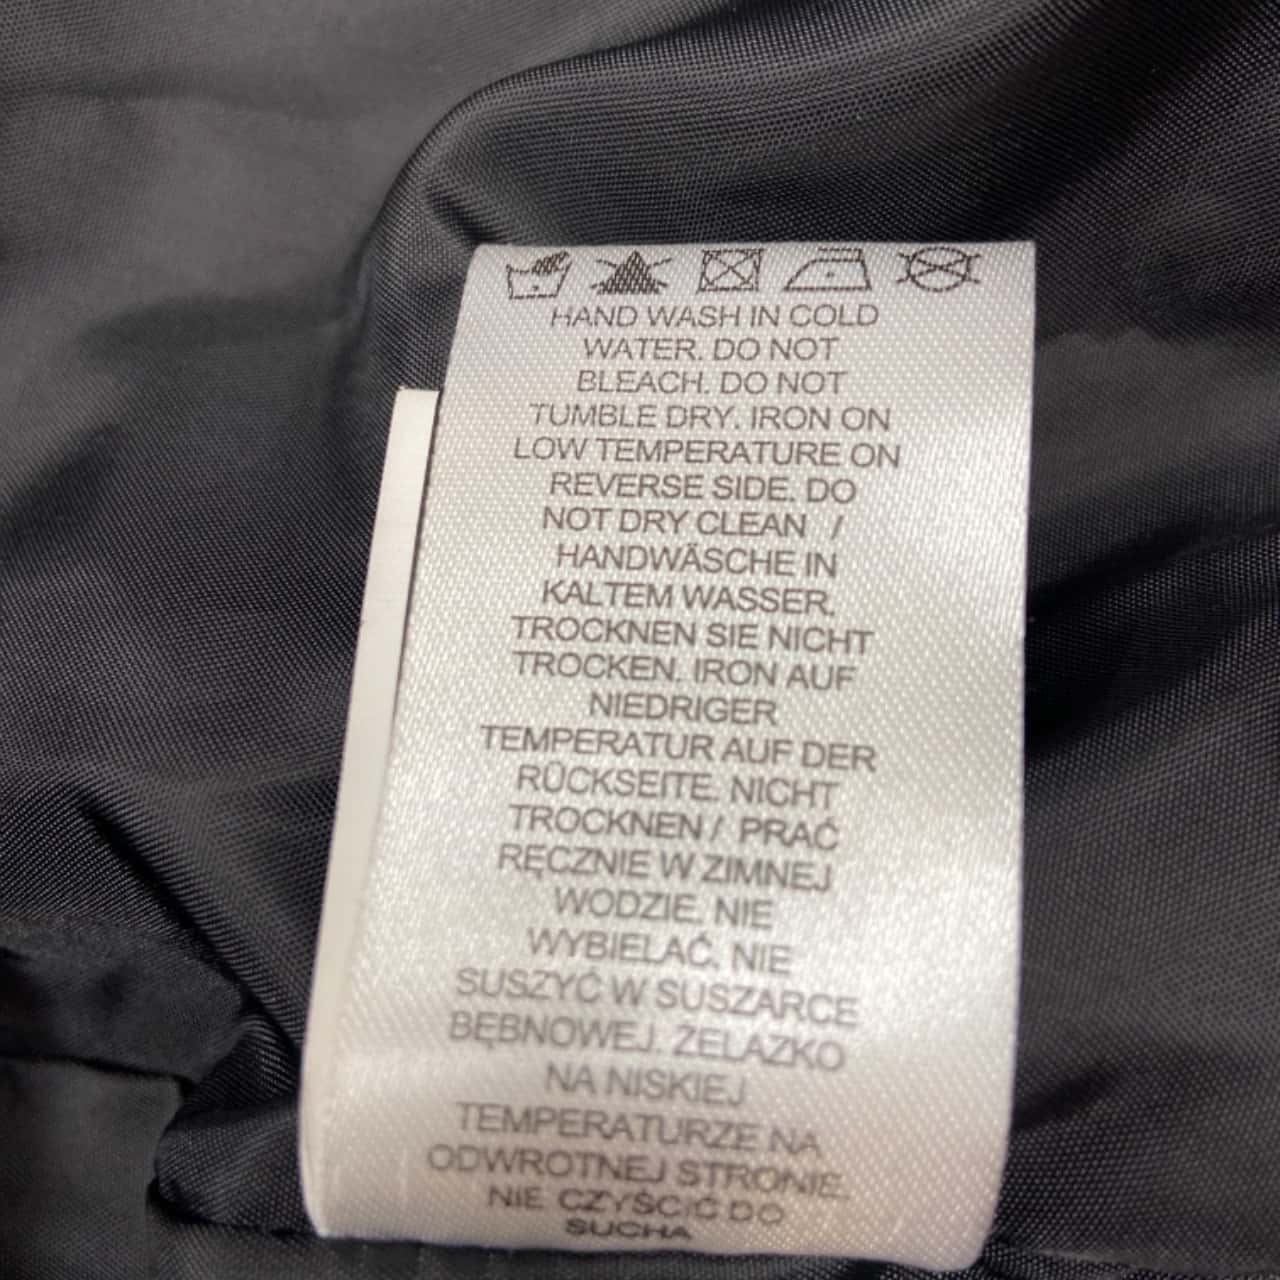 HAND WASH IN COLD
WATER. DO NOT
BLEACH. DO NOT
TUMBLE DRY. IRON ON
LOW TEMPERATURE ON
REVERSE SIDE. DO
NOT DRY CLEAN /
HANDWÄSCHE IN
KALTEM WASSER.
TROCKNEN SIE NICHT
TROCKEN. IRON AUF
NIEDRIGER
TEMPERATUR AUF DER
RÜCKSEITE. NICHT
TROCKNEN / PRAĆ
RĘCZNIE W ZIMNEJ
WODZIE. NIE
WYBIELAĆ. NIE
SUSZYĆ W SUSZARCE
BĘBNOWEJ. ŻELAZKO
NA NISKIEJ
TEMPERATURZE NA
ODWROTNEJ STRONIE.
NIE CZYŚCIĆ DO
SUCHA